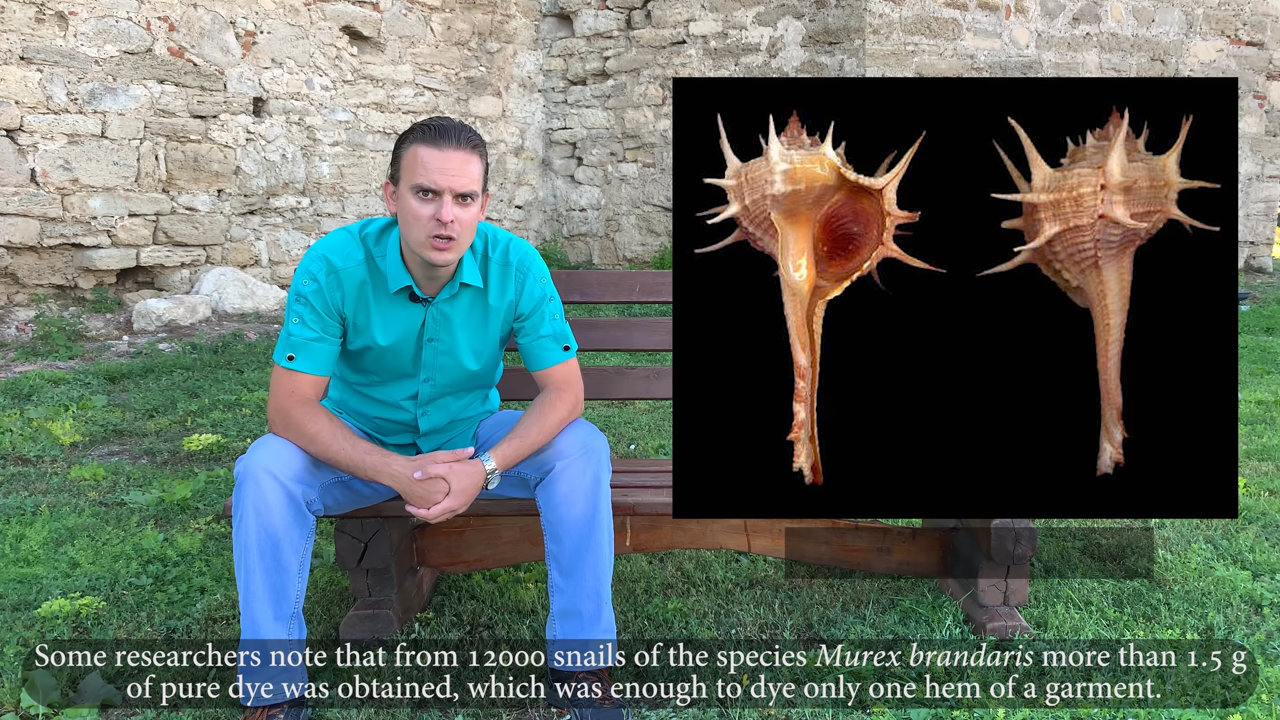 Some researchers note that from 12000 snails of the species Murex brandaris more than 1.5 g
of pure dye was obtained, which was enough to dye only one hem of a garment.